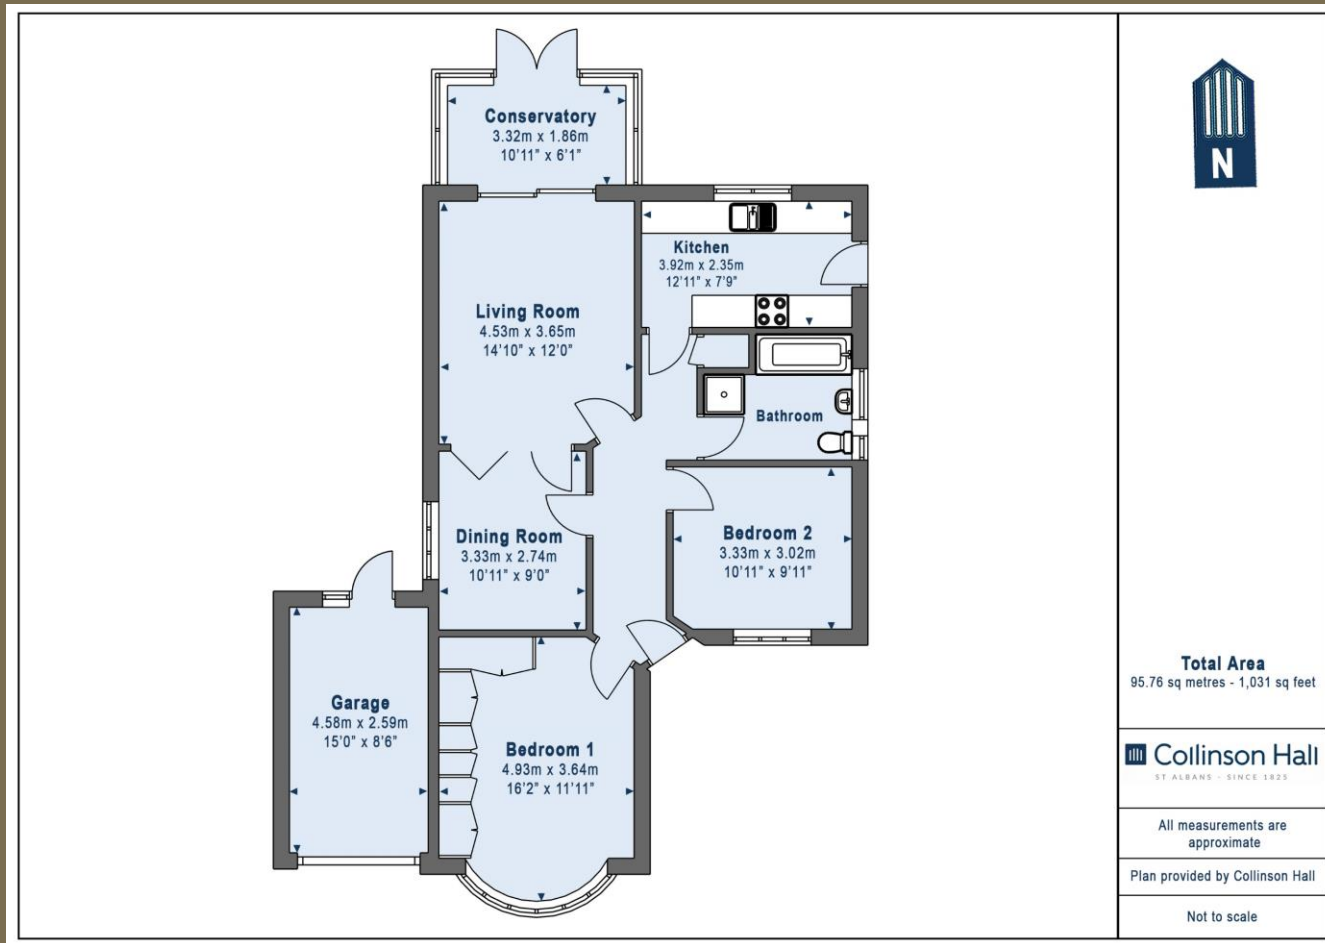 Conservatory
3.32m x 1.86m
10'11" x 6'1"
Kitchen
3.92m x 2.35m
12'11" x 7'9"
Living Room
4.53m x 3.65m
14'10" x 12'0"
Bathroom
Dining Room
3.33m x 2.74m
10'11" x 9'0"
Bedroom 2
3.33m x 3.02m
10'11" x 9'11"
Garage
4.58m x 2.59m
15'0" x 8'6"
Bedroom 1
4.93m x 3.64m
16'2" x 11'11"
N
Total Area
95.76 sq metres - 1,031 sq feet
Collinson Hall
ST ALBANS - SINCE 1825
All measurements are
approximate
Plan provided by Collinson Hall
Not to scale